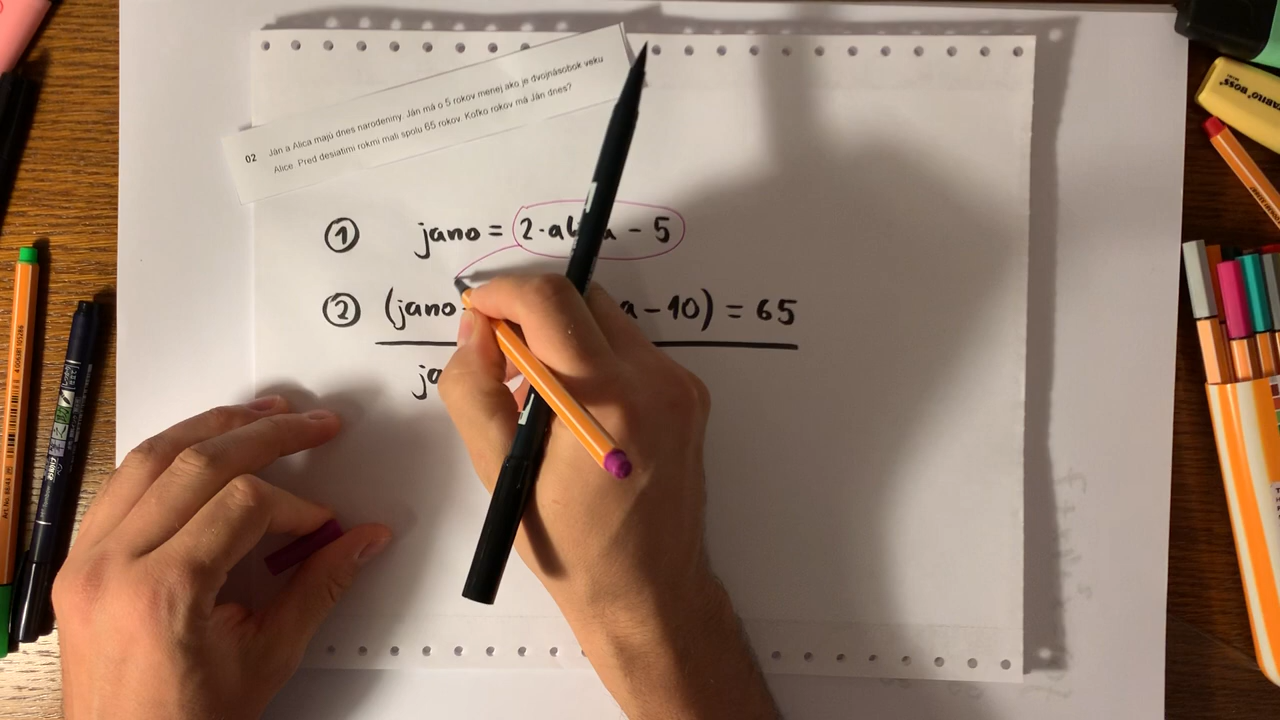 02 Ján a Alica majú dnes narodeniny. Ján má o 5 rokov menej ako je dvojnásobok veku
Alice. Pred desiatimi rokmi mali spolu 65 rokov. Koľko rokov má Ján dnes?
① jano = 2·al a - 5
② (jano a - 10) = 65
ja
STABILO BOSS